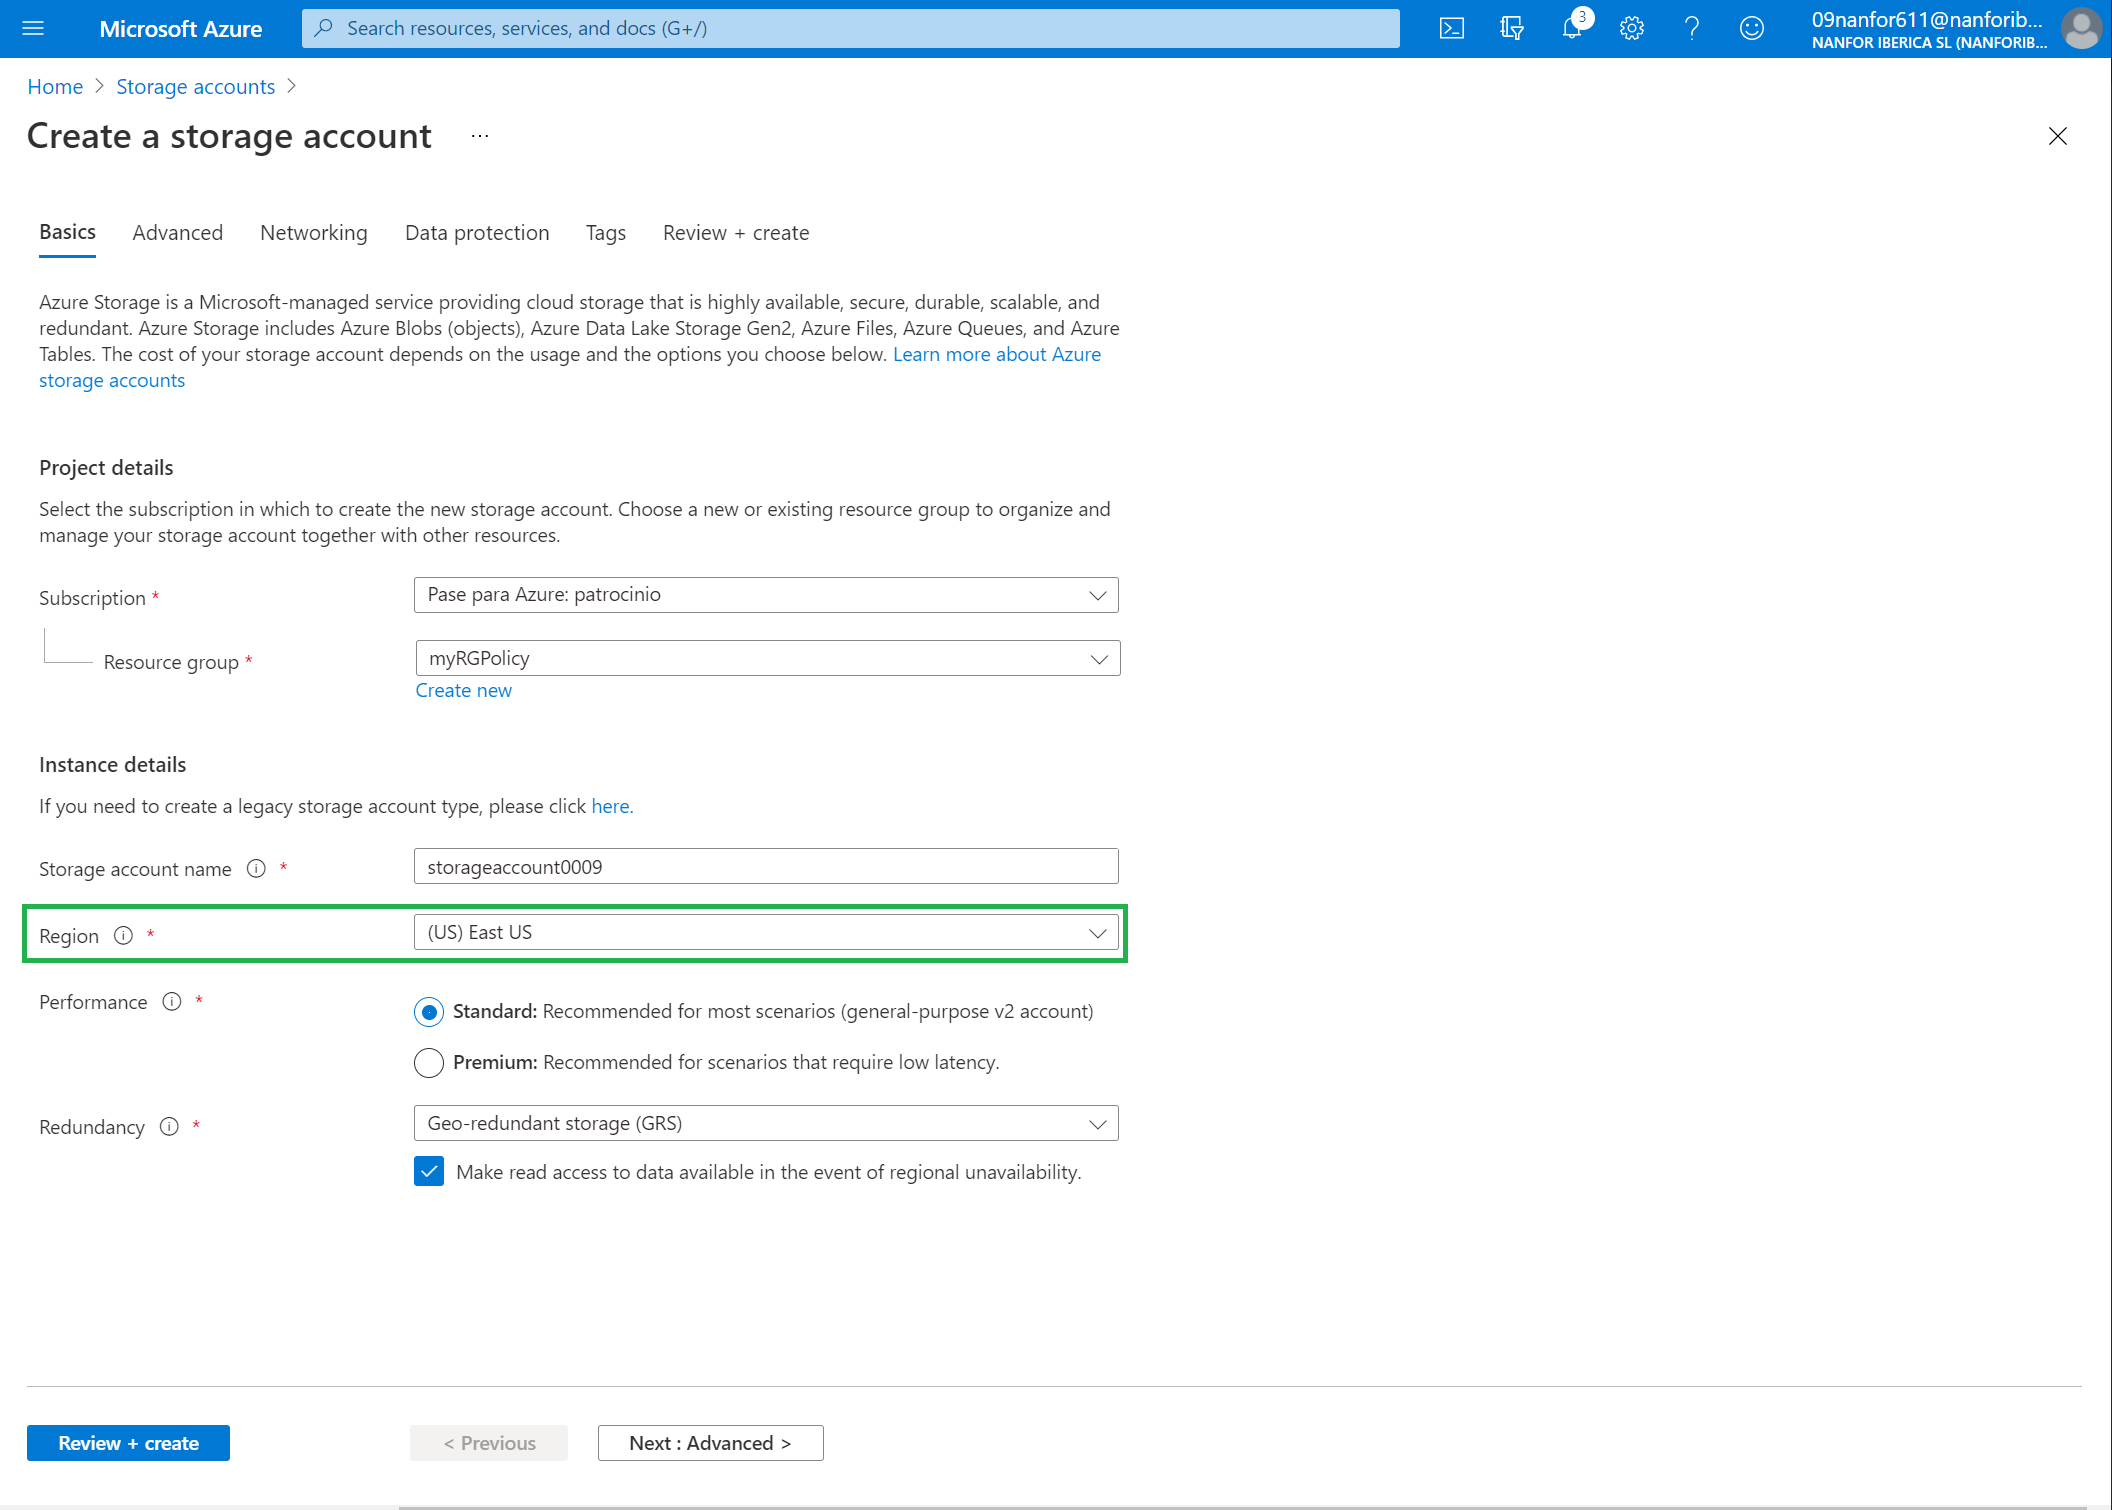 Microsoft Azure
Search resources, services, and docs (G+/)
3
09nanfor611@nanforib...
NANFOR IBERICA SL (NANFORIB...
Home > Storage accounts >
Create a storage account ...
Basics Advanced Networking Data protection Tags Review + create
Azure Storage is a Microsoft-managed service providing cloud storage that is highly available, secure, durable, scalable, and
redundant. Azure Storage includes Azure Blobs (objects), Azure Data Lake Storage Gen2, Azure Files, Azure Queues, and Azure
Tables. The cost of your storage account depends on the usage and the options you choose below. Learn more about Azure
storage accounts
Project details
Select the subscription in which to create the new storage account. Choose a new or existing resource group to organize and
manage your storage account together with other resources.
Subscription *
Pase para Azure: patrocinio
Resource group *
myRGPolicy
Create new
Instance details
If you need to create a legacy storage account type, please click here.
Storage account name *
storageaccount0009
Region *
(US) East US
Performance *
Standard: Recommended for most scenarios (general-purpose v2 account)
Premium: Recommended for scenarios that require low latency.
Redundancy *
Geo-redundant storage (GRS)
Make read access to data available in the event of regional unavailability.
Review + create
< Previous
Next : Advanced >